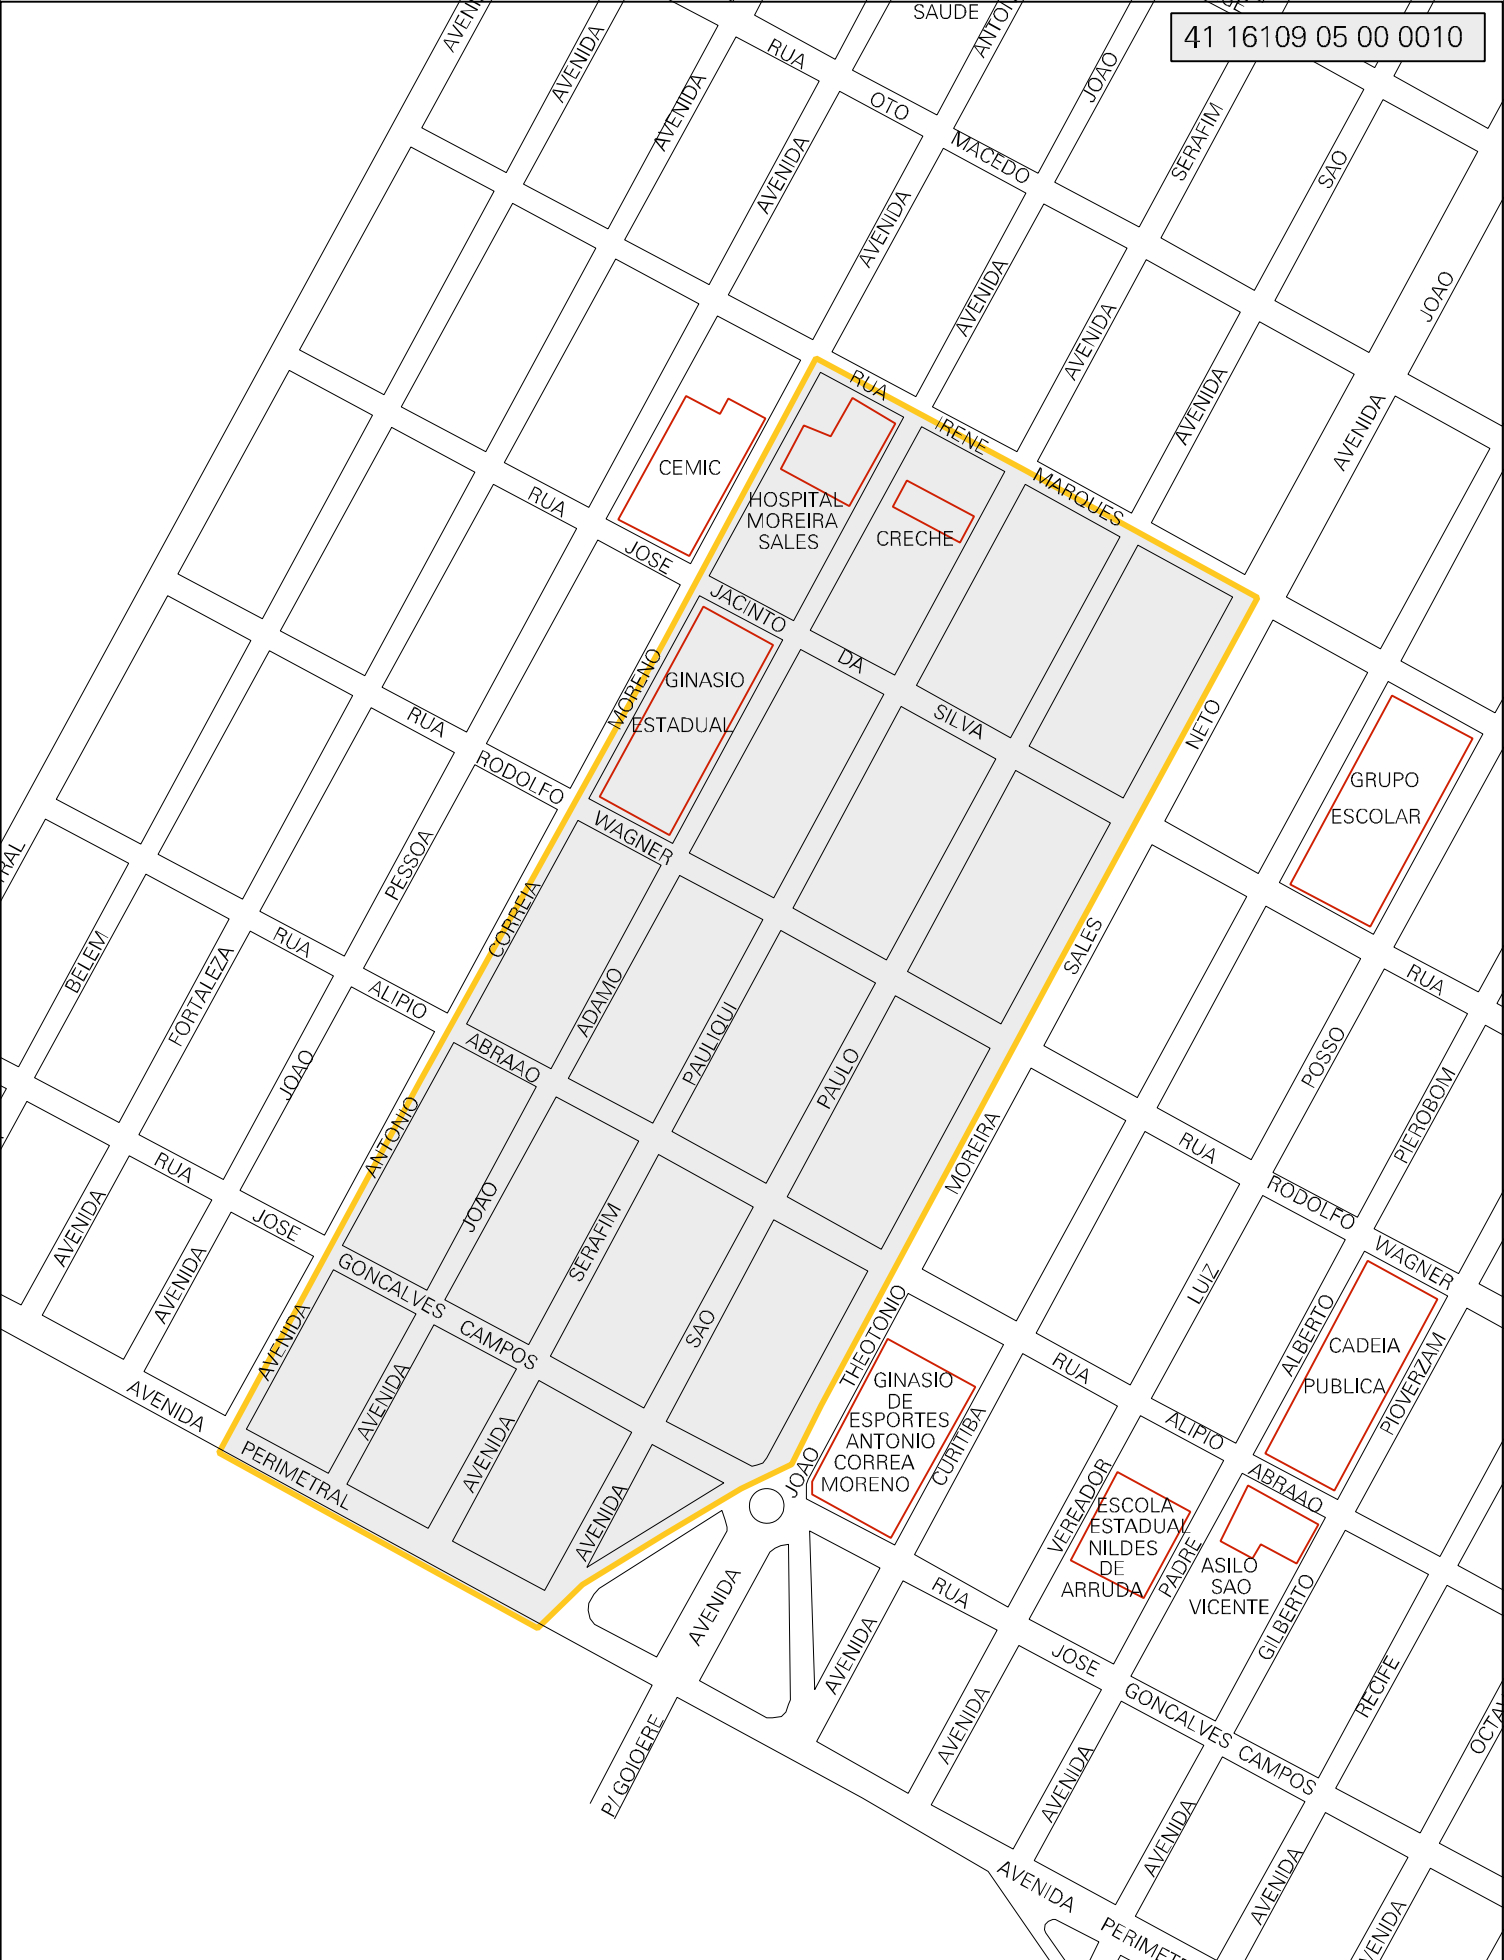 41 16109 05 00 0010
SAUDE
RUA
OTO
MACEDO
AVENIDA
AVENIDA
AVENIDA
AVENIDA
JOAO
SERAFIM
SAO
JOAO
AVENIDA
AVENIDA
AVENIDA
AVENIDA
AVENIDA
RUA
IRENE
MARQUES
CEMIC
HOSPITAL
MOREIRA
SALES
CRECHE
RUA
JOSE
JACINTO
DA
SILVA
GINASIO
ESTADUAL
MORENO
NETO
GRUPO
ESCOLAR
RUA
RODOLFO
WAGNER
PESSOA
CORREIA
SALES
BELEM
FORTALEZA
RUA
ALIPIO
ABRAAO
ADAMO
PAULIQUI
PAULO
RUA
POSSO
PIEROBOM
JOAO
ANTONIO
MOREIRA
RUA
RODOLFO
WAGNER
RUA
JOSE
GONCALVES
CAMPOS
JOAO
SERAFIM
SAO
AVENIDA
AVENIDA
AVENIDA
AVENIDA
AVENIDA
AVENIDA
THEOTONIO
JOAO
LUIZ
ALBERTO
CADEIA
PUBLICA
PIOVERZAM
AVENIDA
PERIMETRAL
GINASIO
DE
ESPORTES
ANTONIO
CORREA
MORENO
CURITIBA
RUA
ALIPIO
ABRAAO
VEREADOR
ESCOLA
ESTADUAL
NILDES
DE
ARRUDA
PADRE
ASILO
SAO
VICENTE
GILBERTO
RECIFE
AVENIDA
AVENIDA
RUA
JOSE
GONCALVES
CAMPOS
P/ GOIOERE
AVENIDA
AVENIDA
AVENIDA
AVENIDA
AVENIDA